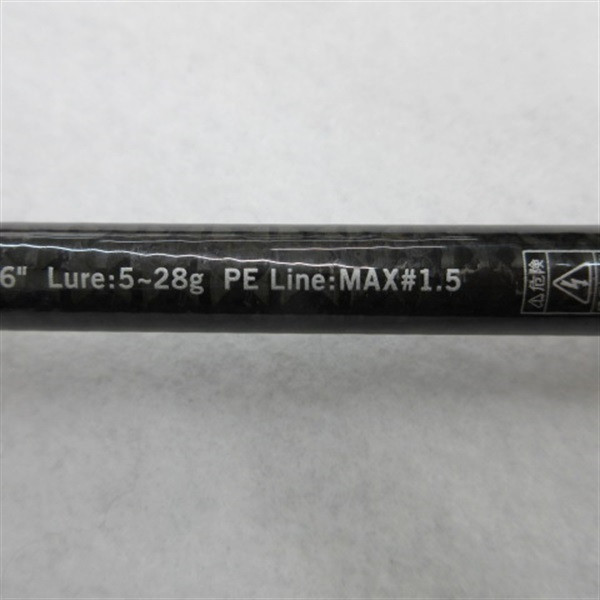 6" Lure:5~28g PE Line:MAX#1.5
⚠危険